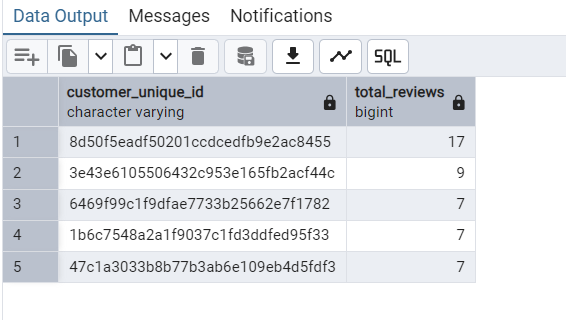 Data Output Messages Notifications
SQL
customer_unique_id total_reviews
character varying bigint
1 8d50f5eadf50201ccdcedfb9e2ac8455 17
2 3e43e6105506432c953e165fb2acf44c 9
3 6469f99c1f9dfae7733b25662e7f1782 7
4 1b6c7548a2a1f9037c1fd3ddfed95f33 7
5 47c1a3033b8b77b3ab6e109eb4d5fdf3 7